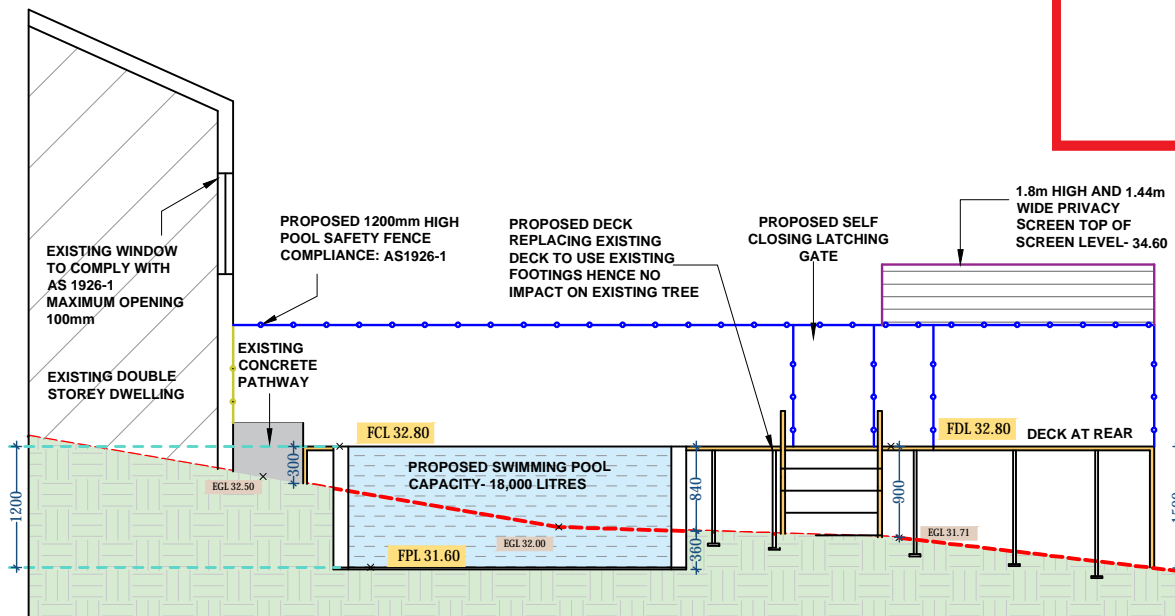 EXISTING WINDOW
TO COMPLY WITH
AS 1926-1
MAXIMUM OPENING
100mm
PROPOSED 1200mm HIGH
POOL SAFETY FENCE
COMPLIANCE: AS1926-1
PROPOSED DECK
REPLACING EXISTING
DECK TO USE EXISTING
FOOTINGS HENCE NO
IMPACT ON EXISTING TREE
PROPOSED SELF
CLOSING LATCHING
GATE
1.8m HIGH AND 1.44m
WIDE PRIVACY
SCREEN TOP OF
SCREEN LEVEL- 34.60
EXISTING DOUBLE
STOREY DWELLING
EXISTING
CONCRETE
PATHWAY
FCL 32.80
FDL 32.80
DECK AT REAR
PROPOSED SWIMMING POOL
CAPACITY- 18,000 LITRES
300
840
900
1200
360
EGL 32.50
EGL 32.00
EGL 31.71
FPL 31.60